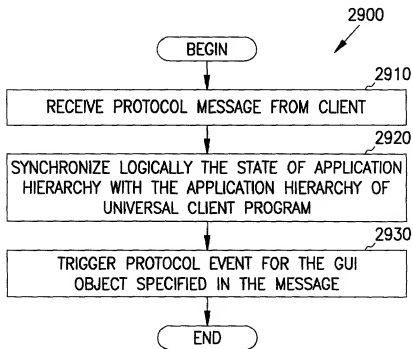 2900
BEGIN
2910
RECEIVE PROTOCOL MESSAGE FROM CLIENT
2920
SYNCHRONIZE LOGICALLY THE STATE OF APPLICATION
HIERARCHY WITH THE APPLICATION HIERARCHY OF
UNIVERSAL CLIENT PROGRAM
2930
TRIGGER PROTOCOL EVENT FOR THE GUI
OBJECT SPECIFIED IN THE MESSAGE
END